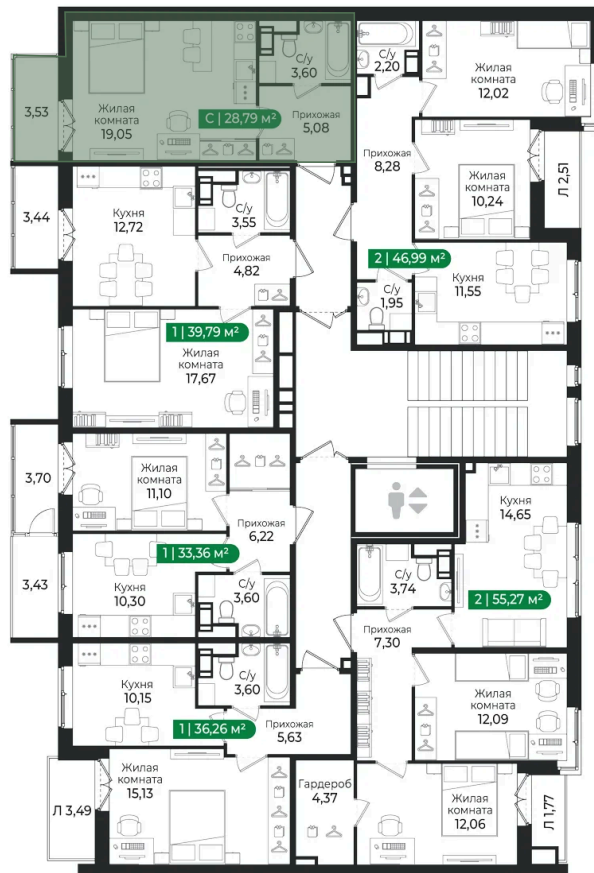 3,53
Жилая
комната
19,05
С/у
3,60
С | 28,79 м²
5,08
С/у
2,20
Жилая
комната
12,02
8,28
Жилая
комната
10,24
Л 2,51
3,44
Кухня
12,72
С/у
3,55
Прихожая
4,82
2 | 46,99 м²
С/у
1,95
Кухня
11,55
1 | 39,79 м²
Жилая
комната
17,67
3,70
Жилая
комната
11,10
Прихожая
6,22
3,43
1 | 33,36 м²
Кухня
10,30
С/у
3,60
Кухня
14,65
С/у
3,74
2 | 55,27 м²
Прихожая
7,30
Кухня
10,15
С/у
3,60
1 | 36,26 м²
Прихожая
5,63
Жилая
комната
12,09
Л 3,49
Жилая
комната
15,13
Гардероб
4,37
Жилая
комната
12,06
Л 1,77